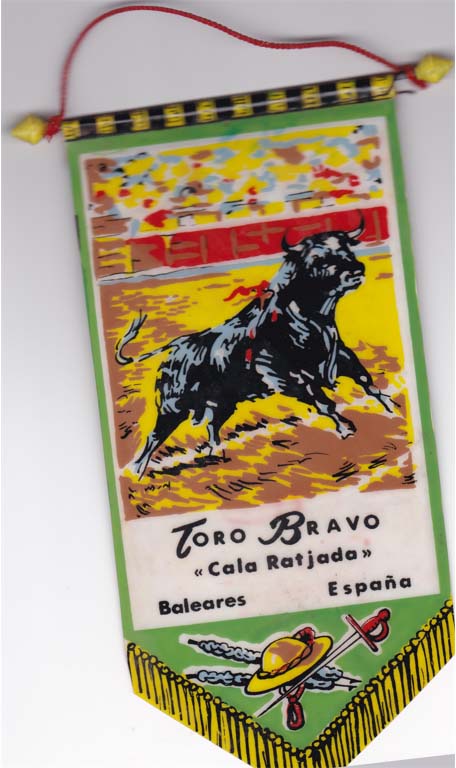 Toro Bravo
«Cala Ratjada»
Baleares España